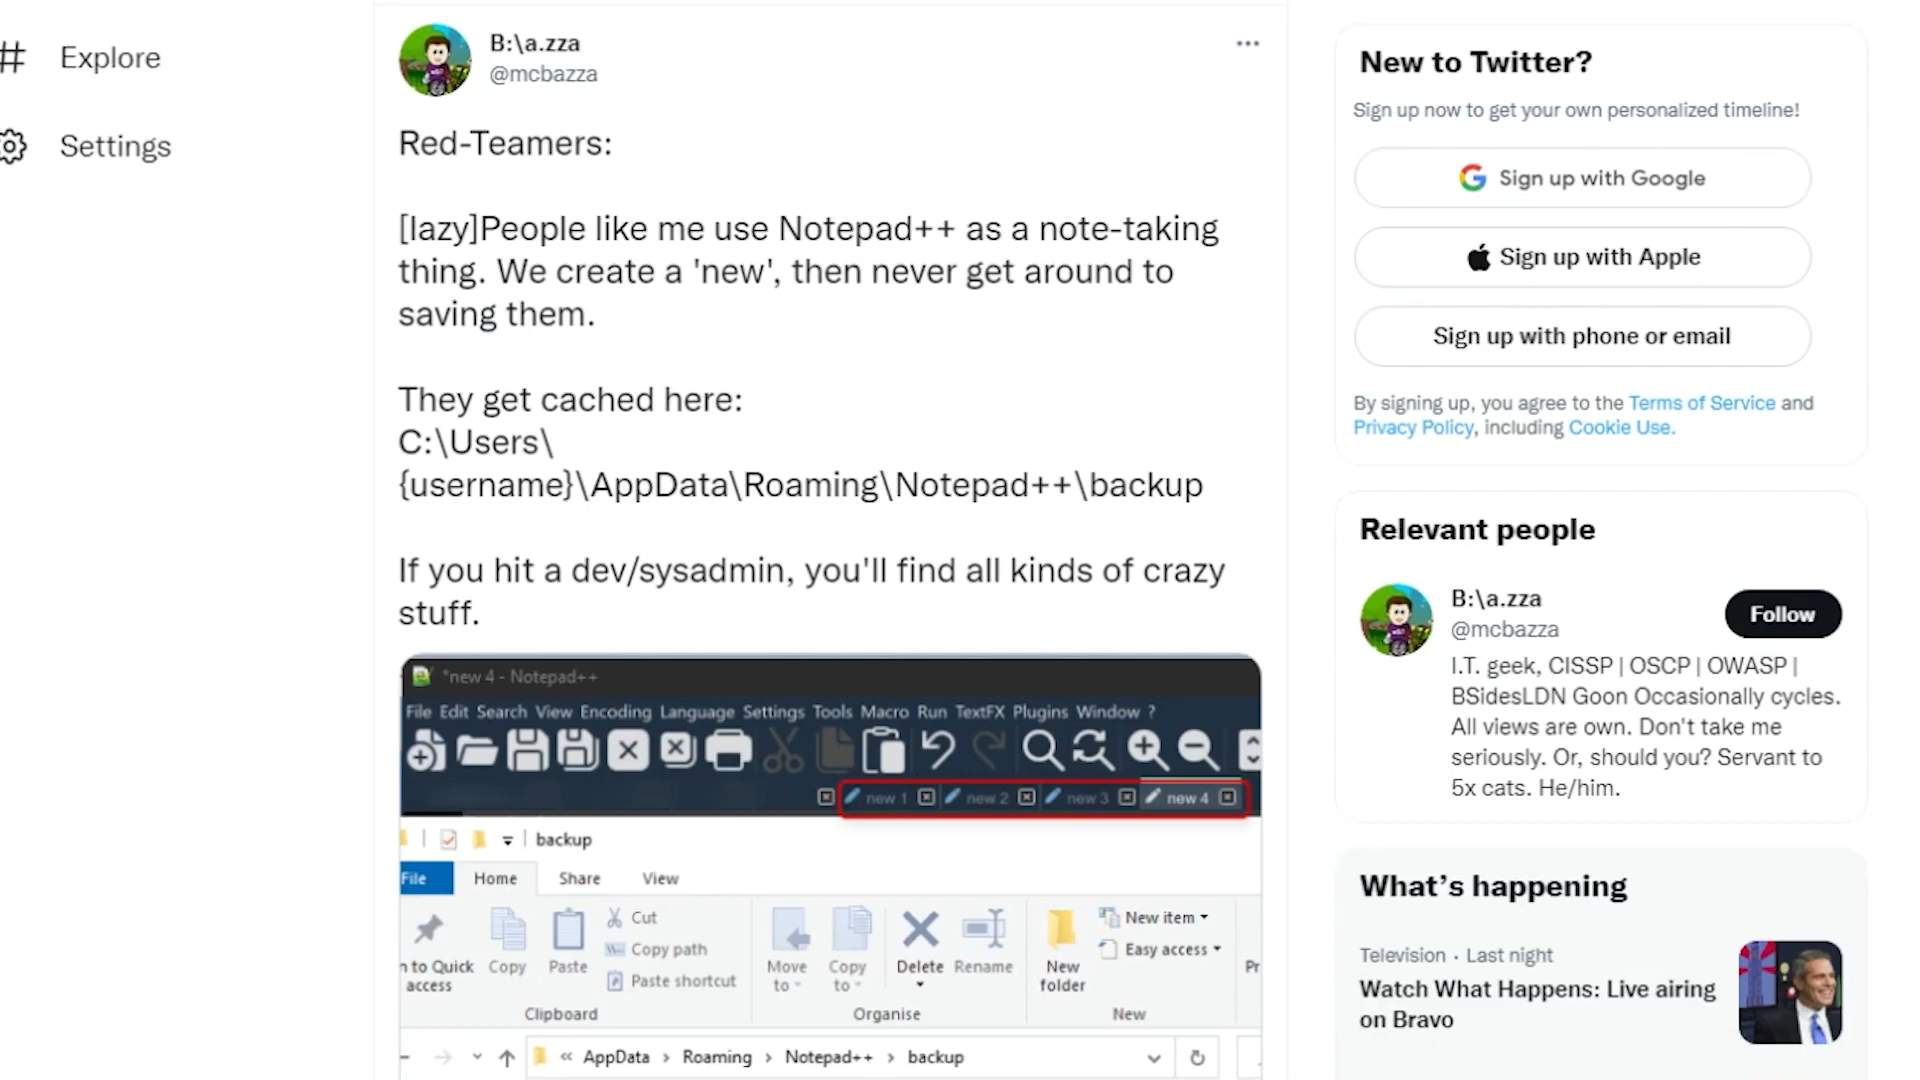 Explore
Settings
B:\a.zza
@mcbazza
Red-Teamers:
[lazy]People like me use Notepad++ as a note-taking
thing. We create a 'new', then never get around to
saving them.
They get cached here:
C:\Users\
{username}\AppData\Roaming\Notepad++\backup
If you hit a dev/sysadmin, you'll find all kinds of crazy
stuff.
*new 4 - Notepad++
File Edit Search View Encoding Language Settings Tools Macro Run TextFX Plugins Window ?
new 1 new 2 new 3 new 4
backup
File Home Share View
n to Quick
access
Copy
Paste
Cut
Copy path
Paste shortcut
Clipboard
Move
to
Copy
to
Delete
Rename
Organise
New
folder
New item
Easy access
New
Pr
« AppData › Roaming › Notepad++ › backup
New to Twitter?
Sign up now to get your own personalized timeline!
Sign up with Google
Sign up with Apple
Sign up with phone or email
By signing up, you agree to the Terms of Service and
Privacy Policy, including Cookie Use.
Relevant people
B:\a.zza
@mcbazza
Follow
I.T. geek, CISSP | OSCP | OWASP |
BSidesLDN Goon Occasionally cycles.
All views are own. Don't take me
seriously. Or, should you? Servant to
5x cats. He/him.
What's happening
Television · Last night
Watch What Happens: Live airing
on Bravo